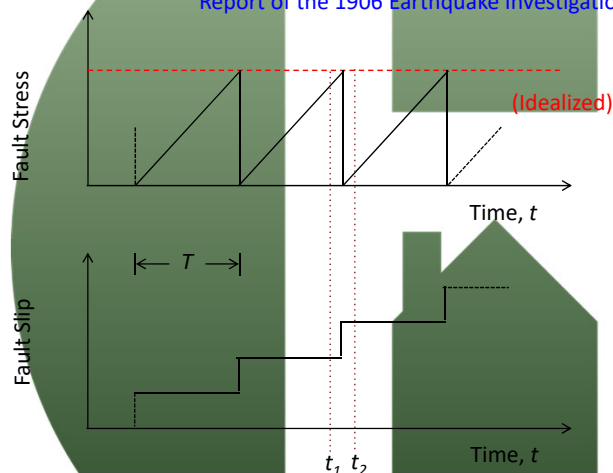 Report of the 1906 Earthquake Investigatio
Fault Stress
(Idealized)
Time, t
T
Fault Slip
Time, t
t1 t2